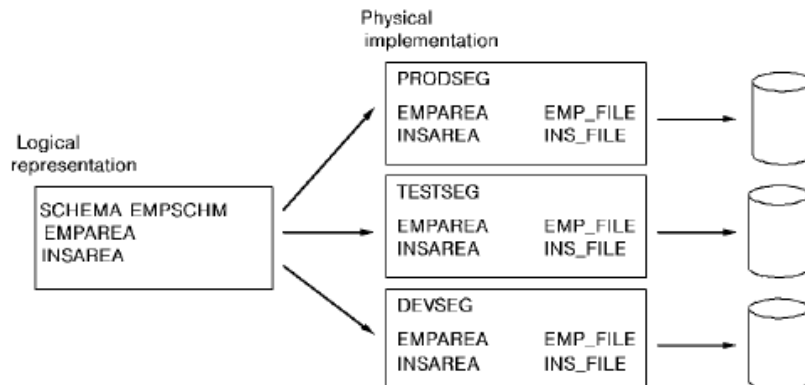 Physical
implementation
PRODSEG
EMPAREA EMP_FILE
INSAREA INS_FILE
Logical
representation
SCHEMA EMPSCHM
EMPAREA
INSAREA
TESTSEG
EMPAREA EMP_FILE
INSAREA INS_FILE
DEVSEG
EMPAREA EMP_FILE
INSAREA INS_FILE